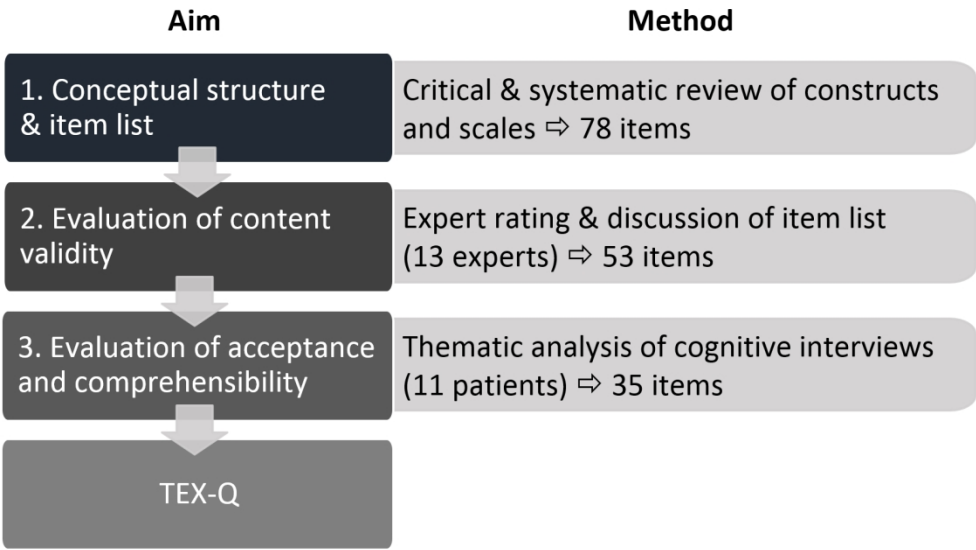 Aim
Method
1. Conceptual structure
& item list
Critical & systematic review of constructs
and scales ⇨ 78 items
2. Evaluation of content
validity
Expert rating & discussion of item list
(13 experts) ⇨ 53 items
3. Evaluation of acceptance
and comprehensibility
Thematic analysis of cognitive interviews
(11 patients) ⇨ 35 items
TEX-Q